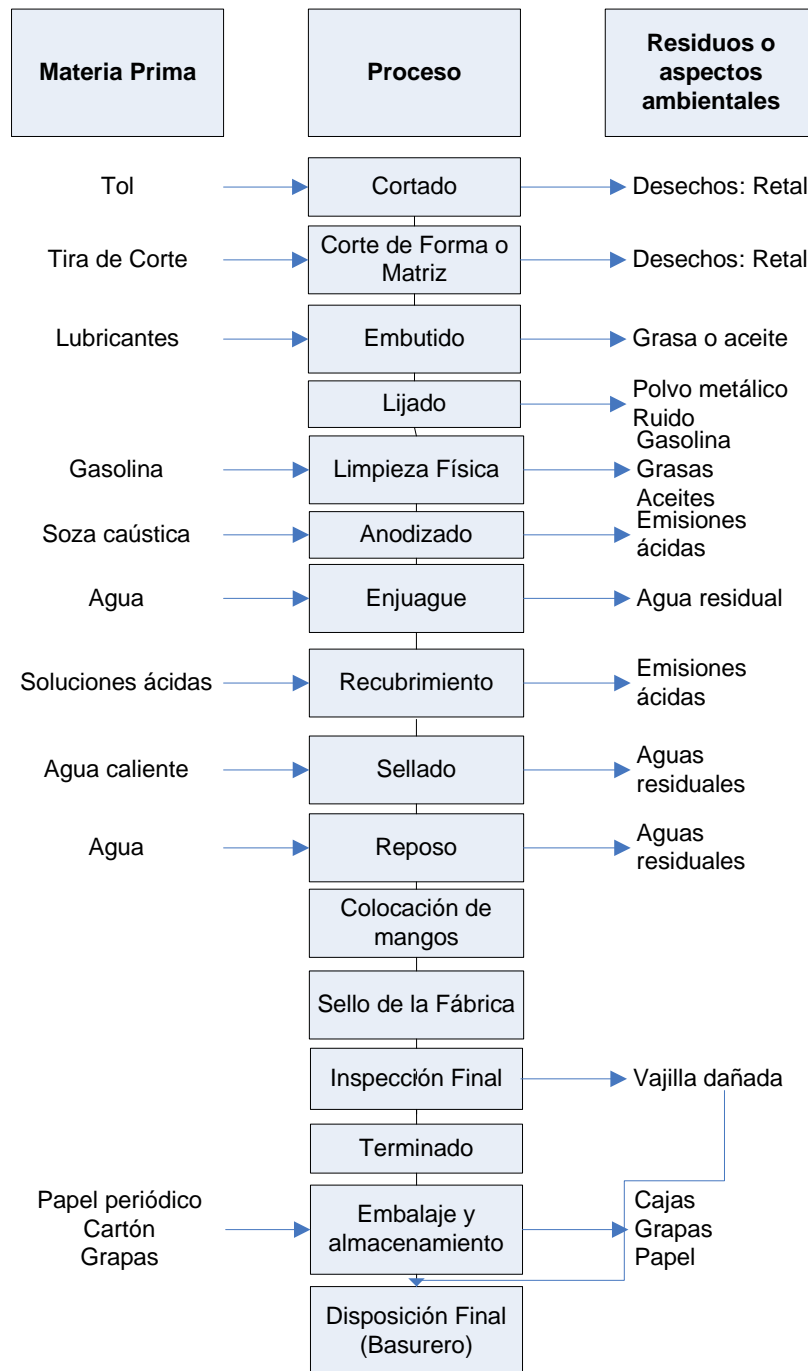 Materia Prima
Proceso
Residuos o
aspectos
ambientales
Tol
Cortado
Desechos: Retal
Tira de Corte
Corte de Forma o
Matriz
Desechos: Retal
Lubricantes
Embutido
Grasa o aceite
Lijado
Polvo metálico
Ruido
Gasolina
Limpieza Física
Gasolina
Grasas
Aceites
Soza caústica
Anodizado
Emisiones
ácidas
Agua
Enjuague
Agua residual
Soluciones ácidas
Recubrimiento
Emisiones
ácidas
Agua caliente
Sellado
Aguas
residuales
Agua
Reposo
Aguas
residuales
Colocación de
mangos
Sello de la Fábrica
Inspección Final
Vajilla dañada
Terminado
Papel periódico
Cartón
Grapas
Embalaje y
almacenamiento
Cajas
Grapas
Papel
Disposición Final
(Basurero)